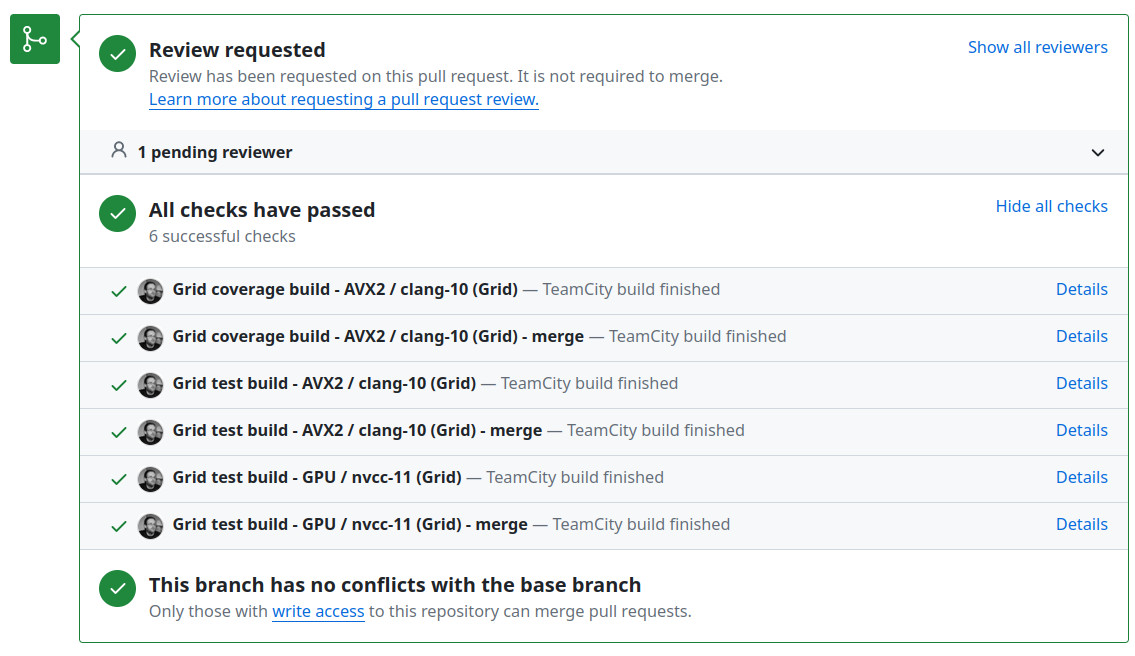 Review requested
Show all reviewers
Review has been requested on this pull request. It is not required to merge.
Learn more about requesting a pull request review.
1 pending reviewer
All checks have passed
Hide all checks
6 successful checks
Grid coverage build - AVX2 / clang-10 (Grid) — TeamCity build finished Details
Grid coverage build - AVX2 / clang-10 (Grid) - merge — TeamCity build finished Details
Grid test build - AVX2 / clang-10 (Grid) — TeamCity build finished Details
Grid test build - AVX2 / clang-10 (Grid) - merge — TeamCity build finished Details
Grid test build - GPU / nvcc-11 (Grid) — TeamCity build finished Details
Grid test build - GPU / nvcc-11 (Grid) - merge — TeamCity build finished Details
This branch has no conflicts with the base branch
Only those with write access to this repository can merge pull requests.